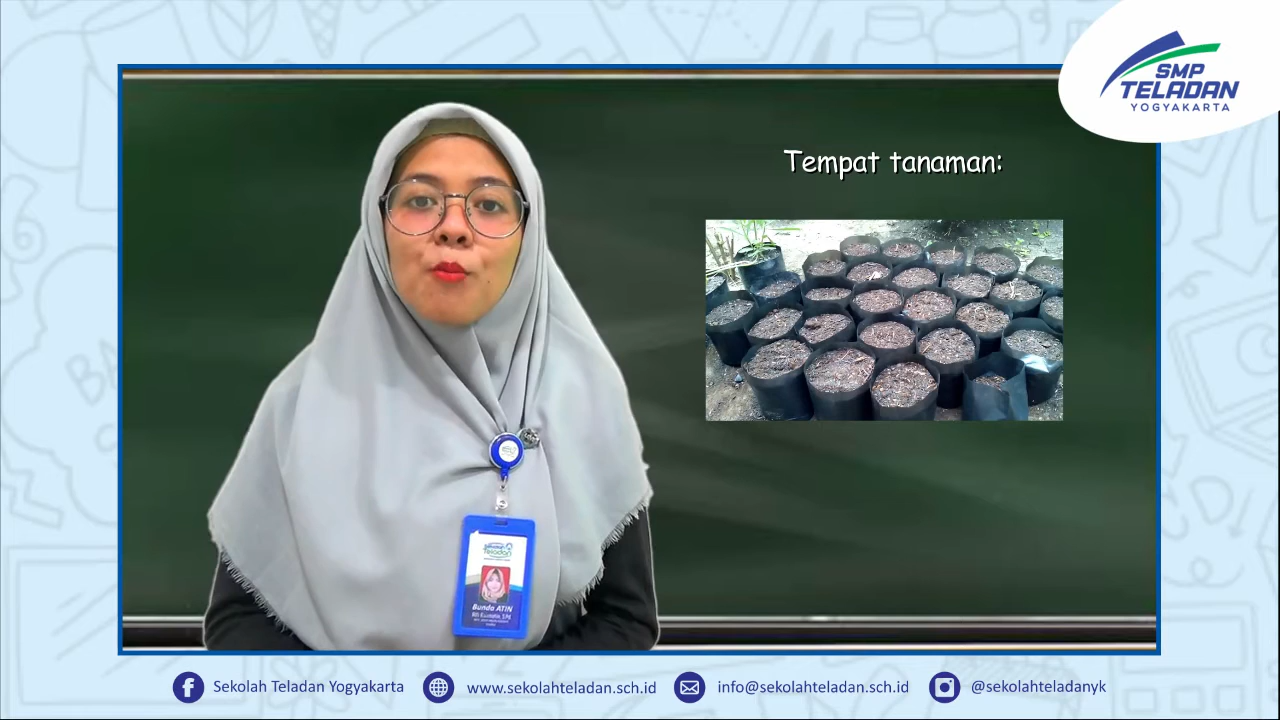 SMP
TELADAN
YOGYAKARTA
Tempat tanaman:
Teladan
Bunda ATIN
Sekolah Teladan Yogyakarta
www.sekolahteladan.sch.id
info@sekolahteladan.sch.id
@sekolahteladanyk